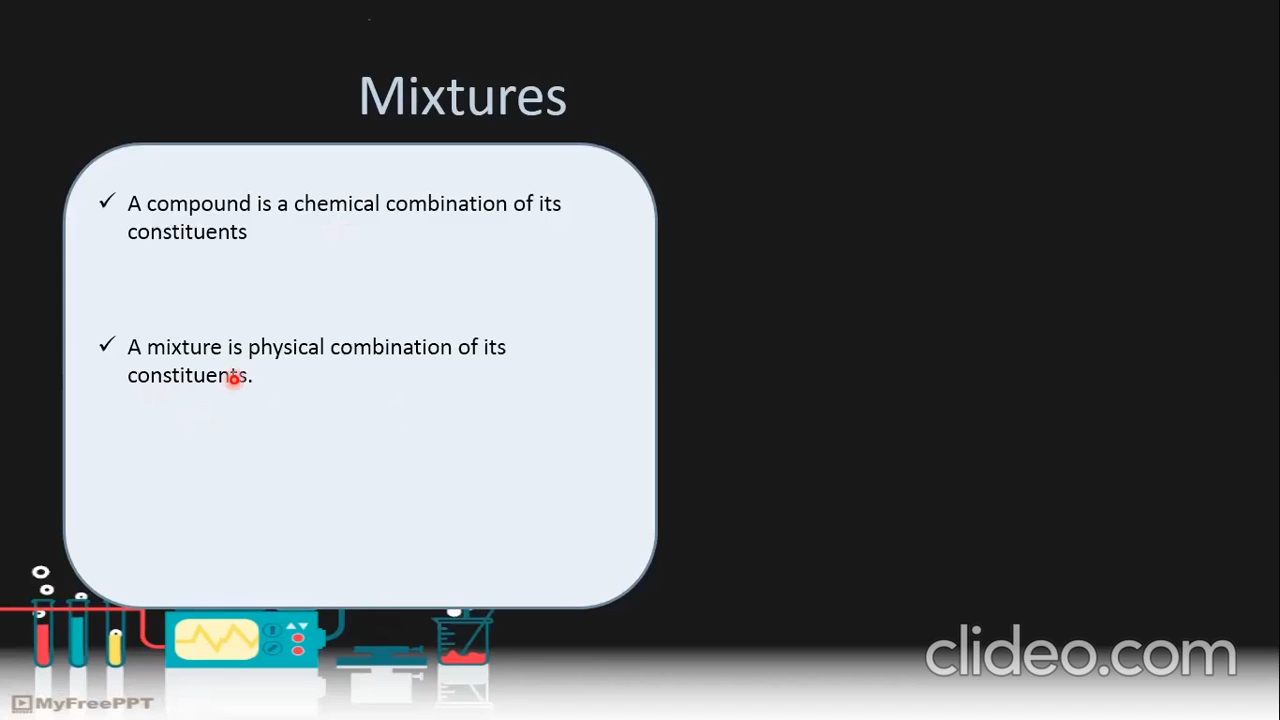 Mixtures
✓ A compound is a chemical combination of its
constituents
✓ A mixture is physical combination of its
constituents.
clideo.com
MyFreePPT